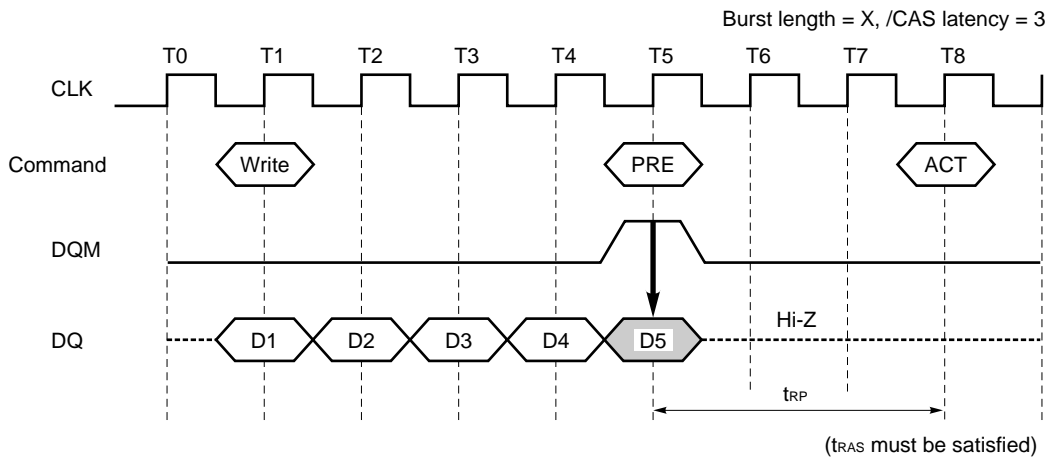 Burst length = X, /CAS latency = 3
T0 T1 T2 T3 T4 T5 T6 T7 T8
CLK
Command Write PRE ACT
DQM
DQ D1 D2 D3 D4 D5 Hi-Z
tRP
(tRAS must be satisfied)